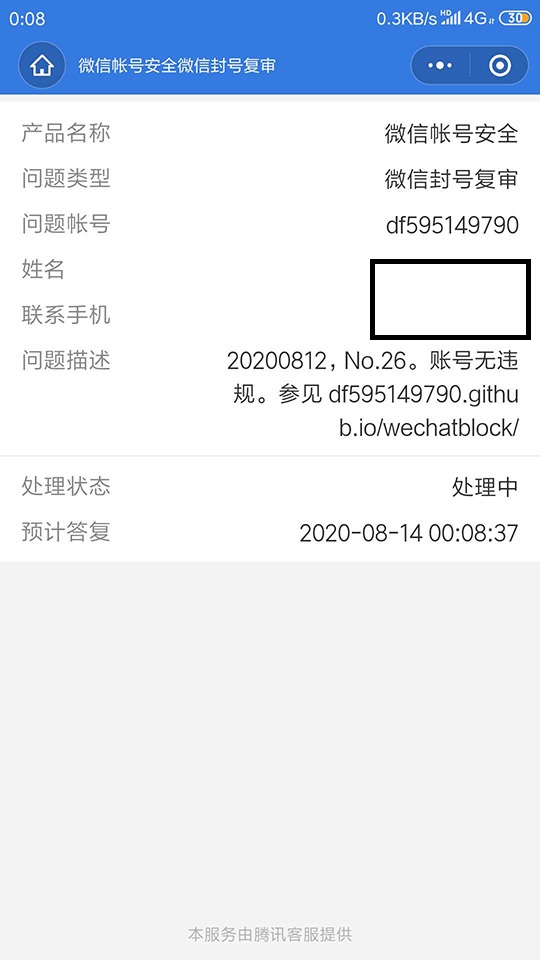 0:08 0.3KB/s HD 4G 30
微信帐号安全微信封号复审
产品名称 微信帐号安全
问题类型 微信封号复审
问题帐号 df595149790
姓名
联系手机
问题描述 20200812，No.26。账号无违
规。参见 df595149790.githu
b.io/wechatblock/
处理状态 处理中
预计答复 2020-08-14 00:08:37
本服务由腾讯客服提供